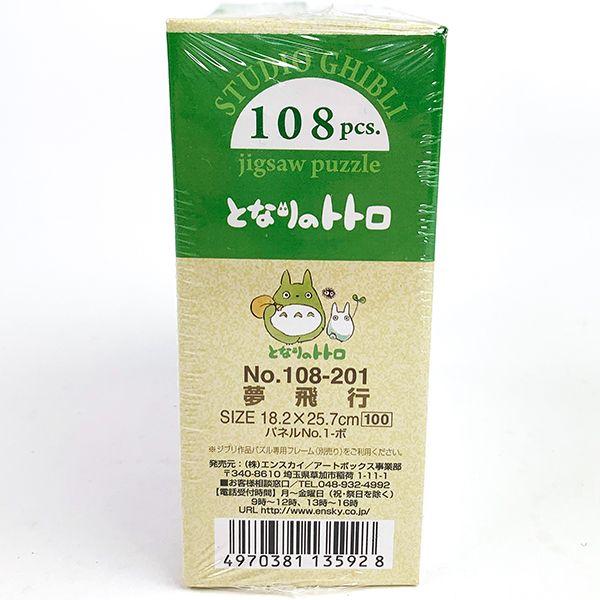 STUDIO GHIBLI
108pcs.
jigsaw puzzle
となりのトトロ
となりのトトロ
No.108-201
夢飛行
SIZE 18.2×25.7cm 100
パネルNo.1-ボ
※ジブリ作品パズル専用フレーム(別売り)をご利用ください。
発売元：(株)エンスカイ／アートボックス事業部
〒340-8610 埼玉県草加市稲荷 1-11-1
■お客様相談窓口／TEL.048-932-4992
【電話受付時間】月〜金曜日(祝・祭日を除く)
9時〜12時、13時〜16時
URL http://www.ensky.co.jp/
4970381 135928